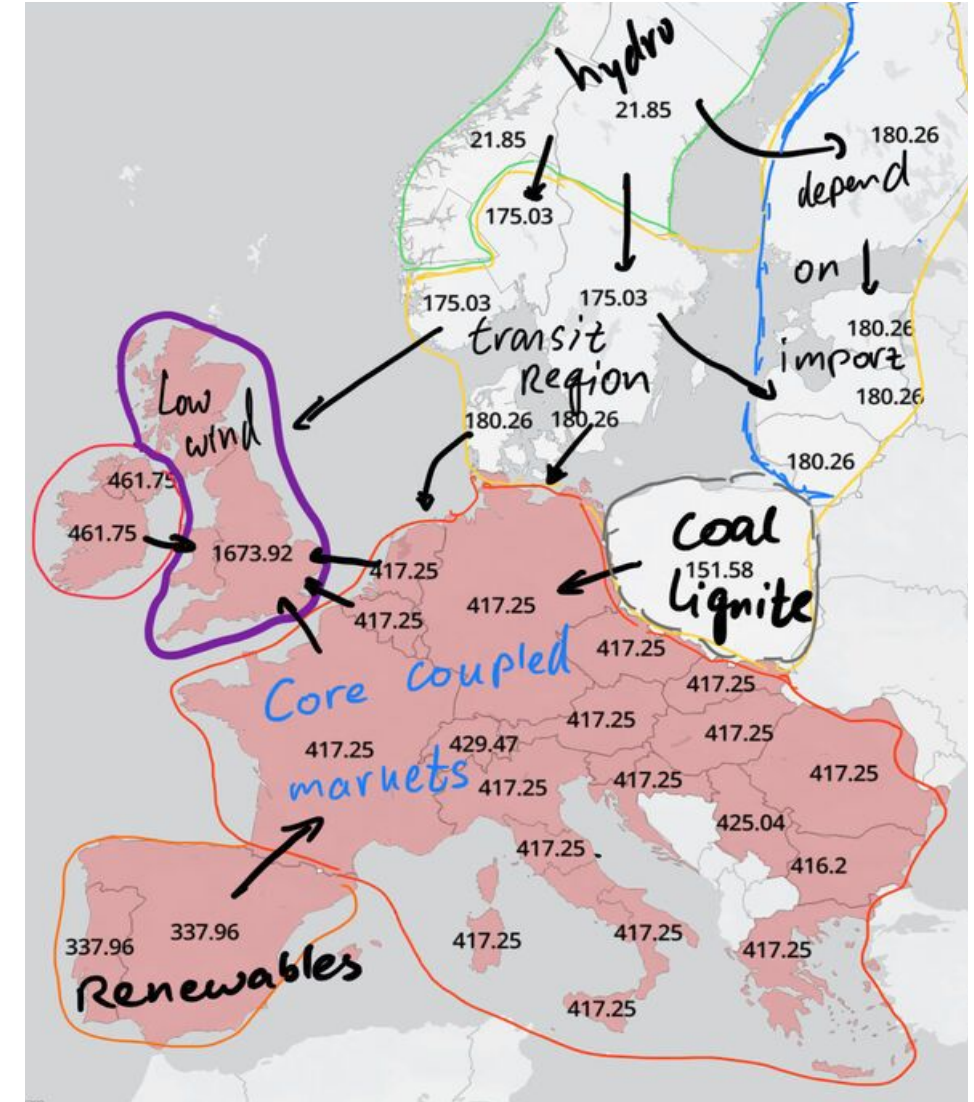 hydro
21.85
21.85
180.26
depend
175.03
on
175.03
175.03
180.26
transit
import
Region
180.26
180.26
180.26
180.26
Low
wind
461.75
461.75
1673.92
417.25
417.25
417.25
Coal
151.58
Lignite
417.25
417.25
Core coupled
markets
417.25
417.25
429.47
417.25
417.25
417.25
417.25
425.04
417.25
416.2
337.96
337.96
Renewables
417.25
417.25
417.25
417.25